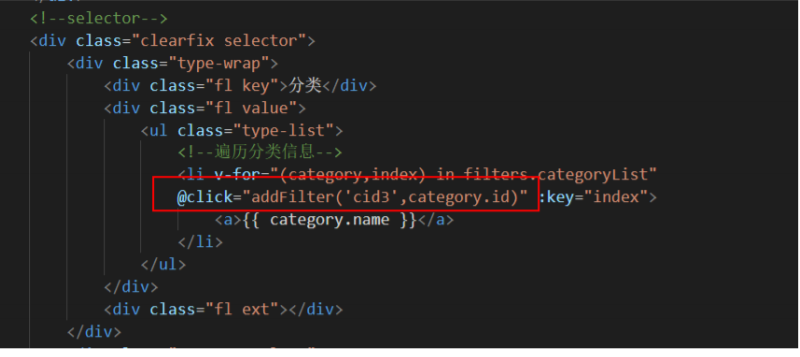 <!--selector-->
<div class="clearfix selector">
<div class="type-wrap">
<div class="fl key">分类</div>
<div class="fl value">
<ul class="type-list">
<!--遍历分类信息-->
<li v-for="(category,index) in filters.categoryList"
@click="addFilter('cid3',category.id)" :key="index">
<a>{{ category.name }}</a>
</li>
</ul>
</div>
<div class="fl ext"></div>
</div>